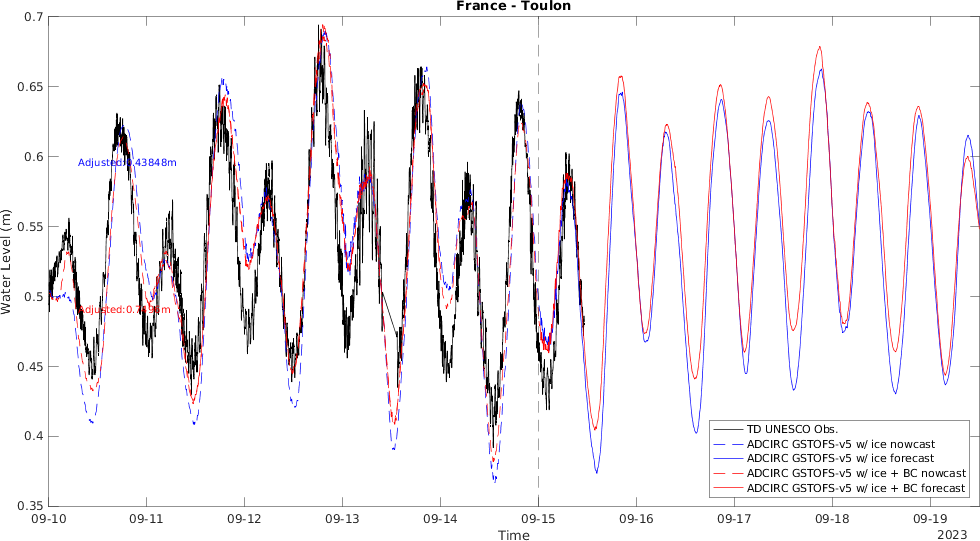 France - Toulon
0.7
0.65
0.6
0.55
0.5
0.45
0.4
0.35
Water Level (m)
Adjusted:0.43848m
TD UNESCO Obs.
ADCIRC GSTOFS-v5 w/ ice nowcast
ADCIRC GSTOFS-v5 w/ ice forecast
ADCIRC GSTOFS-v5 w/ ice + BC nowcast
ADCIRC GSTOFS-v5 w/ ice + BC forecast
09-10 09-11 09-12 09-13 09-14 09-15 09-16 09-17 09-18 09-19
Time
2023